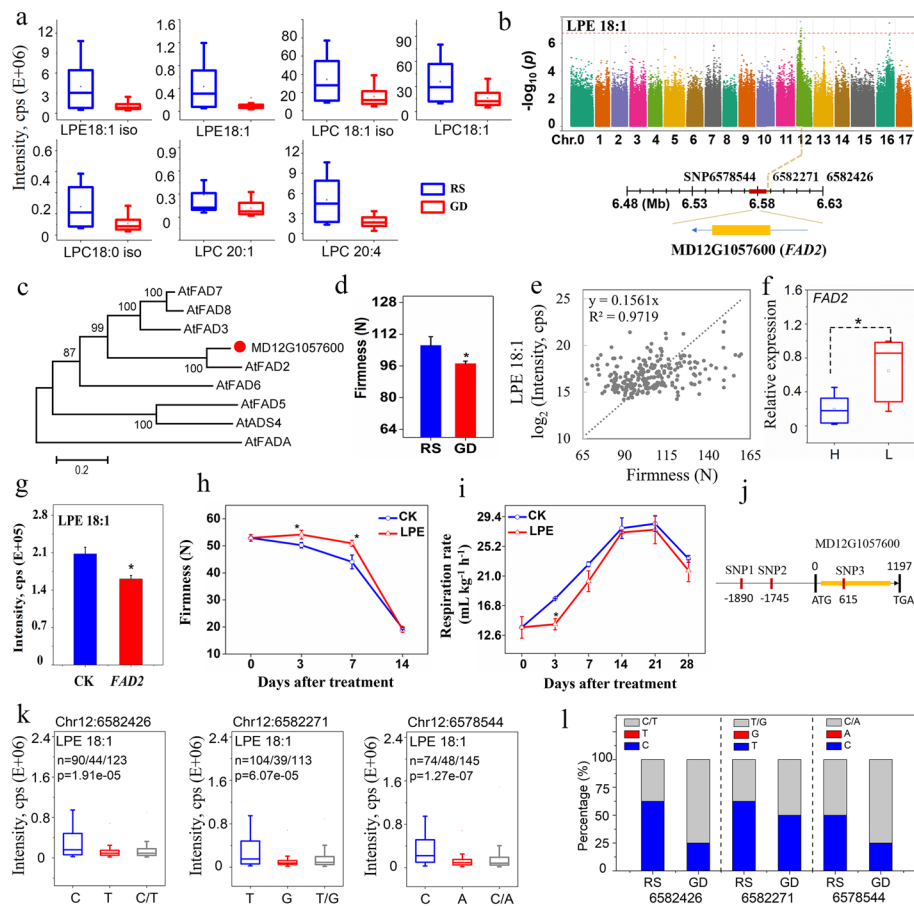 a
Intensity, cps (E+06)
12
9
6
3
0
LPE18:1 iso
1.6
1.2
0.8
0.4
0
LPE18:1
80
60
40
20
0
LPC 18:1 iso
90
60
30
0
LPC18:1
0.6
0.4
0.2
0
LPC18:0 iso
0.9
0.6
0.3
0
LPC 20:1
12
9
6
3
0
LPC 20:4
RS
GD
b
LPE 18:1
-log10 (p)
6
4
2
0
Chr.0 1 2 3 4 5 6 7 8 9 10 11 12 13 14 15 16 17
SNP6578544 6582271 6582426
6.48 (Mb) 6.53 6.58 6.63
MD12G1057600 (FAD2)
c
AtFAD7
AtFAD8
AtFAD3
MD12G1057600
AtFAD2
AtFAD6
AtFAD5
AtADS4
AtFADA
100
100
99
100
87
100
0.2
d
Firmness (N)
128
112
96
80
64
*
RS GD
e
LPE 18:1
log2 (Intensity, cps)
25
20
15
10
y = 0.1561x
R² = 0.9719
65 90 115 140 165
Firmness (N)
f
FAD2
Relative expression
1.6
1.2
0.8
0.4
0
*
H L
g
LPE 18:1
Intensity, cps (E+05)
2.8
2.1
1.4
0.7
0
*
CK FAD2
h
Firmness (N)
60
50
40
30
20
10
* *
CK
LPE
0 3 7 14
Days after treatment
i
Respiration rate
(mL kg-1 h-1)
29.4
25.2
21.0
16.8
12.6
*
CK
LPE
0 3 7 14 21 28
Days after treatment
j
MD12G1057600
SNP1 SNP2 0 SNP3 1197
-1890 -1745 ATG 615 TGA
k
Chr12:6582426
LPE 18:1
n=90/44/123
p=1.91e-05
Intensity, cps (E+06)
2.4
1.6
1.2
0.8
0.4
0
C T C/T
Chr12:6582271
LPE 18:1
n=104/39/113
p=6.07e-05
Intensity, cps (E+06)
2.4
1.6
1.2
0.8
0.4
0
T G T/G
Chr12:6578544
LPE 18:1
n=74/48/145
p=1.27e-07
Intensity, cps (E+06)
2.4
1.6
1.2
0.8
0.4
0
C A C/A
l
C/T T/G C/A
T G A
C T C
Percentage (%)
100
75
50
25
0
RS GD RS GD RS GD
6582426 6582271 6578544